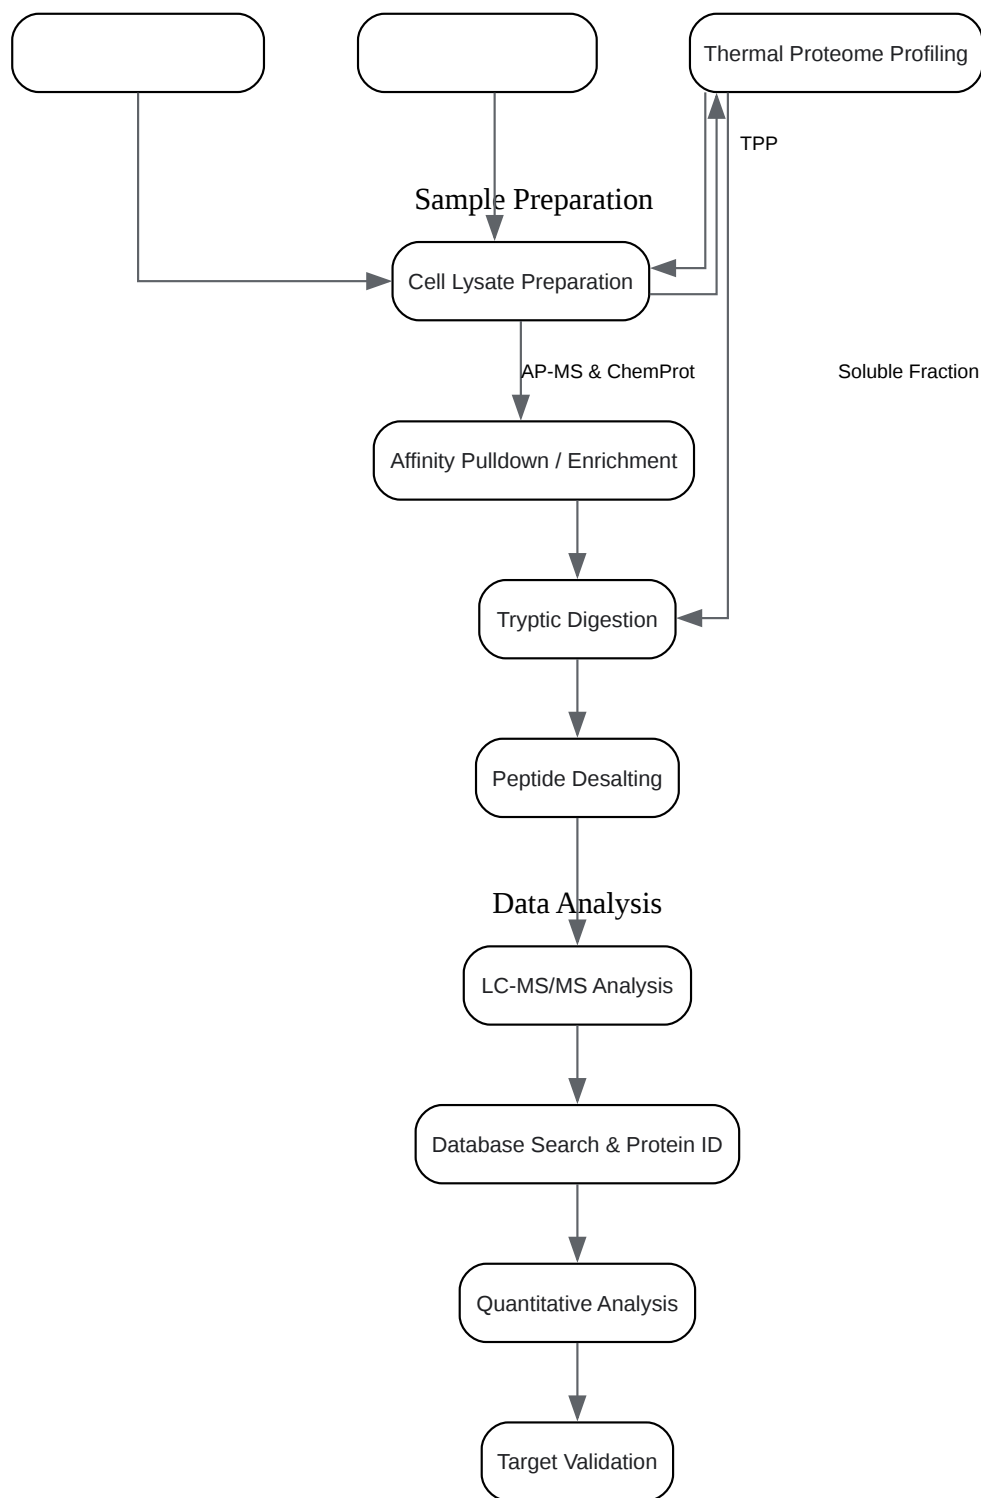 Thermal Proteome Profiling
TPP
Sample Preparation
Cell Lysate Preparation
AP-MS & ChemProt
Soluble Fraction
Affinity Pulldown / Enrichment
Tryptic Digestion
Peptide Desalting
Data Analysis
LC-MS/MS Analysis
Database Search & Protein ID
Quantitative Analysis
Target Validation